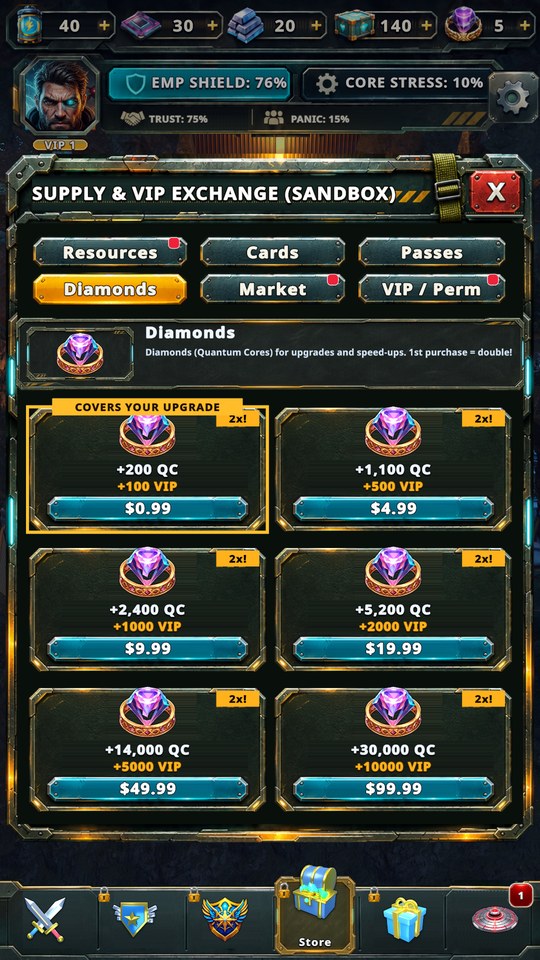 40 + 30 + 20 + 140 + 5 +
EMP SHIELD: 76% CORE STRESS: 10%
TRUST: 75% PANIC: 15%
VIP 1
SUPPLY & VIP EXCHANGE (SANDBOX) X
Resources Cards Passes
Diamonds Market VIP / Perm
Diamonds
Diamonds (Quantum Cores) for upgrades and speed-ups. 1st purchase = double!
COVERS YOUR UPGRADE
2x! 2x!
+200 QC +1,100 QC
+100 VIP +500 VIP
$0.99 $4.99
2x! 2x!
+2,400 QC +5,200 QC
+1000 VIP +2000 VIP
$9.99 $19.99
2x! 2x!
+14,000 QC +30,000 QC
+5000 VIP +10000 VIP
$49.99 $99.99
1
Store